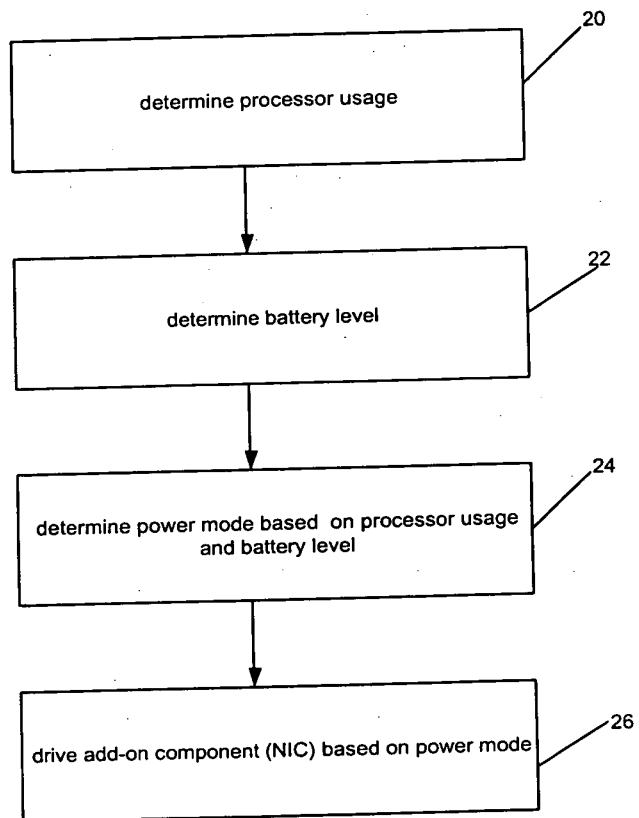 20
determine processor usage
22
determine battery level
24
determine power mode based on processor usage
and battery level
26
drive add-on component (NIC) based on power mode